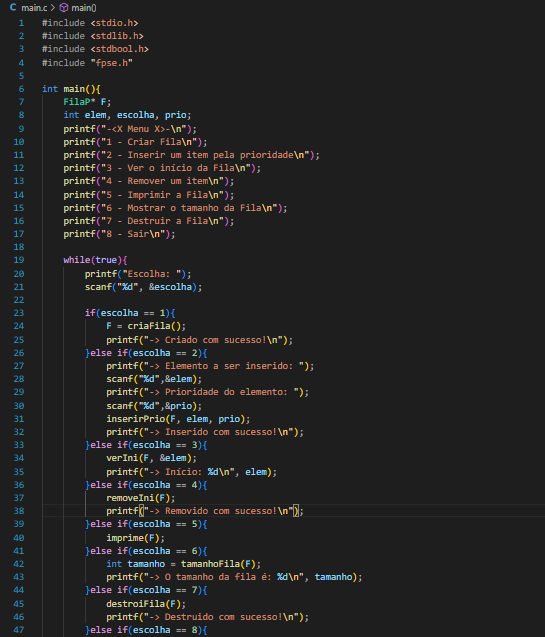 C main.c > main()
1 #include <stdio.h>
2 #include <stdlib.h>
3 #include <stdbool.h>
4 #include "fpse.h"
5
6 int main(){
7     FilaP* F;
8     int elem, escolha, prio;
9     printf("-<X Menu X>-\n");
10     printf("1 - Criar Fila\n");
11     printf("2 - Inserir um item pela prioridade\n");
12     printf("3 - Ver o início da Fila\n");
13     printf("4 - Remover um item\n");
14     printf("5 - Imprimir a Fila\n");
15     printf("6 - Mostrar o tamanho da Fila\n");
16     printf("7 - Destruir a Fila\n");
17     printf("8 - Sair\n");
18
19     while(true){
20         printf("Escolha: ");
21         scanf("%d", &escolha);
22
23         if(escolha == 1){
24             F = criaFila();
25             printf("-> Criado com sucesso!\n");
26         }else if(escolha == 2){
27             printf("-> Elemento a ser inserido: ");
28             scanf("%d",&elem);
29             printf("-> Prioridade do elemento: ");
30             scanf("%d",&prio);
31             inserirPrio(F, elem, prio);
32             printf("-> Inserido com sucesso!\n");
33         }else if(escolha == 3){
34             verIni(F, &elem);
35             printf("-> Início: %d\n", elem);
36         }else if(escolha == 4){
37             removeIni(F);
38             printf("-> Removido com sucesso!\n");
39         }else if(escolha == 5){
40             imprime(F);
41         }else if(escolha == 6){
42             int tamanho = tamanhoFila(F);
43             printf("-> O tamanho da fila é: %d\n", tamanho);
44         }else if(escolha == 7){
45             destroiFila(F);
46             printf("-> Destruido com sucesso!\n");
47         }else if(escolha == 8){